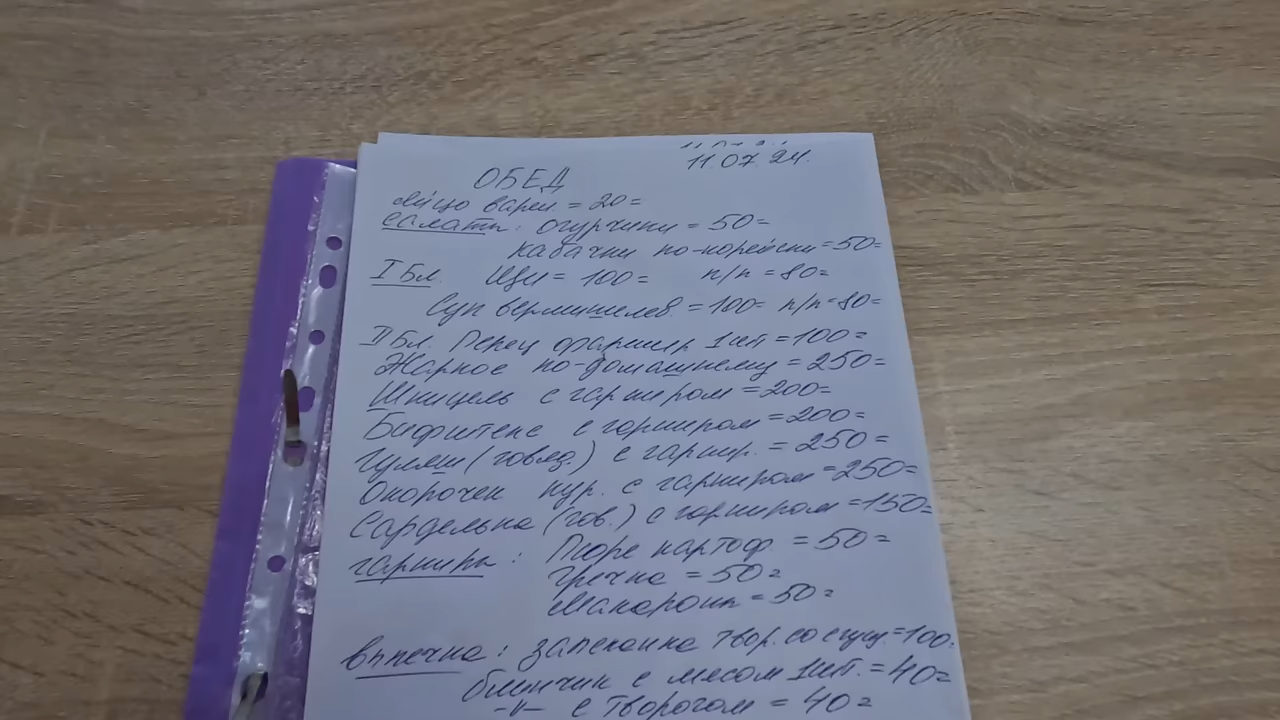 11 07. 24.
ОБЕД
Яйцо варен. = 20=
салаты: огурчики = 50=
кабачки по-корейски = 50=
I Бл. Щи = 100= п/п = 80=
Суп вермишелев. = 100= п/п = 80=
II Бл. Перец фаршир. 1шт = 100=
Жаркое по-домашнему = 250=
Шницель с гарниром = 200=
Бифштекс с гарниром = 200=
Гуляш (говяд.) с гарнир. = 250=
Окорочек кур. с гарниром = 250=
Сарделька (гов.) с гарниром = 150=
гарниры: Пюре картоф. = 50=
Гречка = 50=
Макароны = 50=
выпечка: запеканка твор. со сгущ = 100=
блинчик с мясом 1шт. = 40=
-"- с творогом = 40=